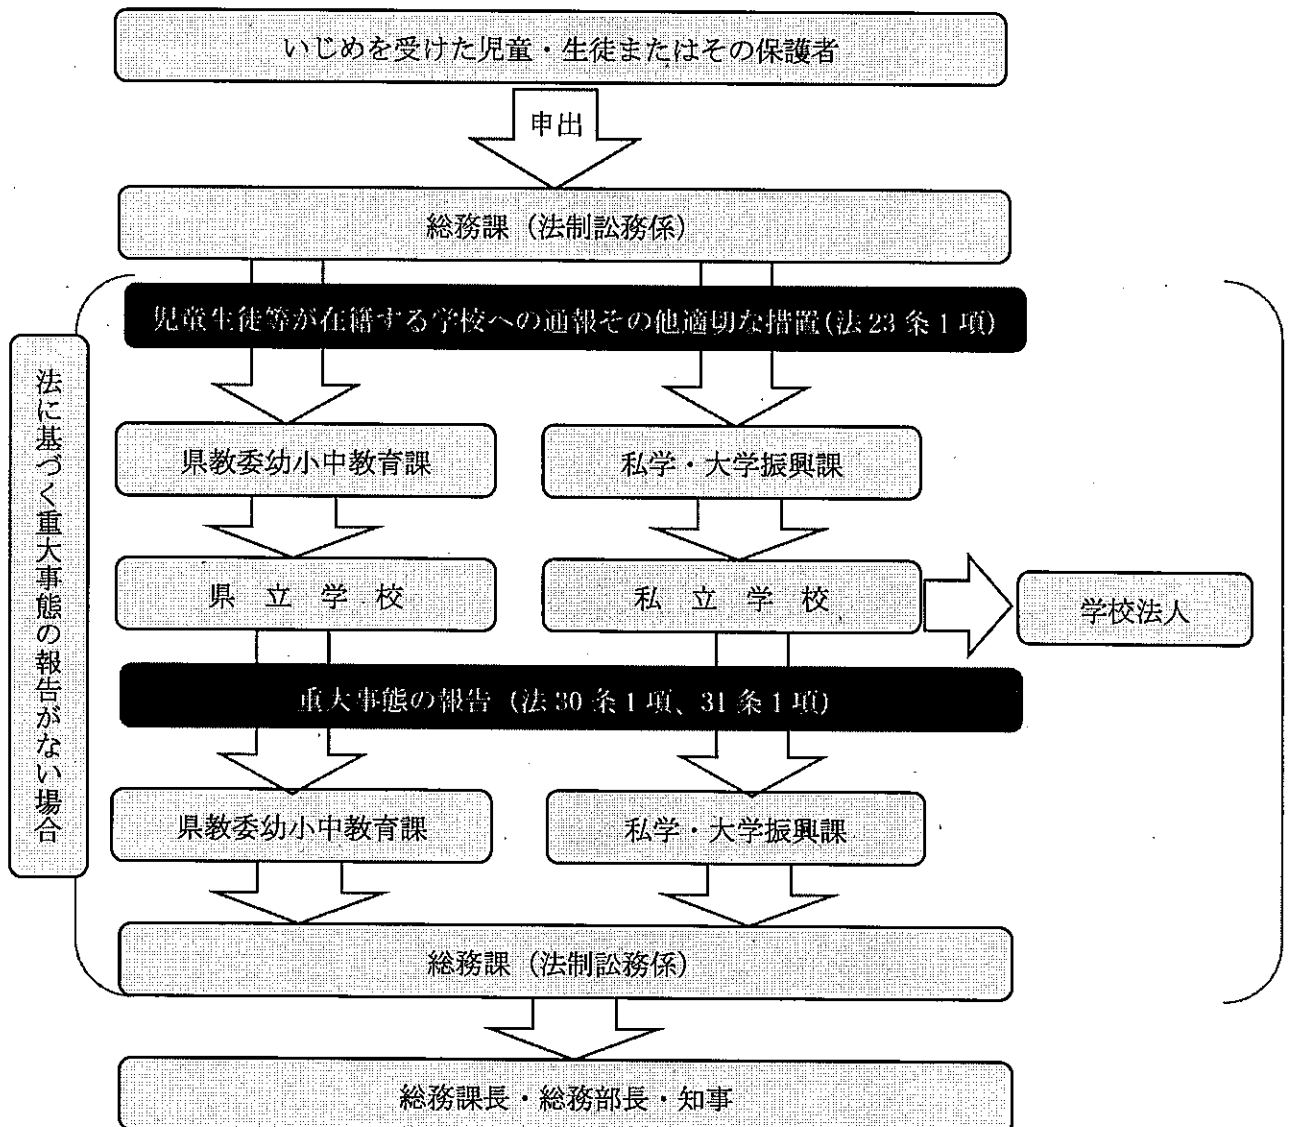 いじめを受けた児童・生徒またはその保護者
申出
総務課（法制訟務係）
児童生徒等が在籍する学校への通報その他適切な措置（法23条1項）
法に基づく重大事態の報告がない場合
県教委幼小中教育課
私学・大学振興課
県立学校
私立学校
学校法人
重大事態の報告（法30条1項、31条1項）
県教委幼小中教育課
私学・大学振興課
総務課（法制訟務係）
総務課長・総務部長・知事